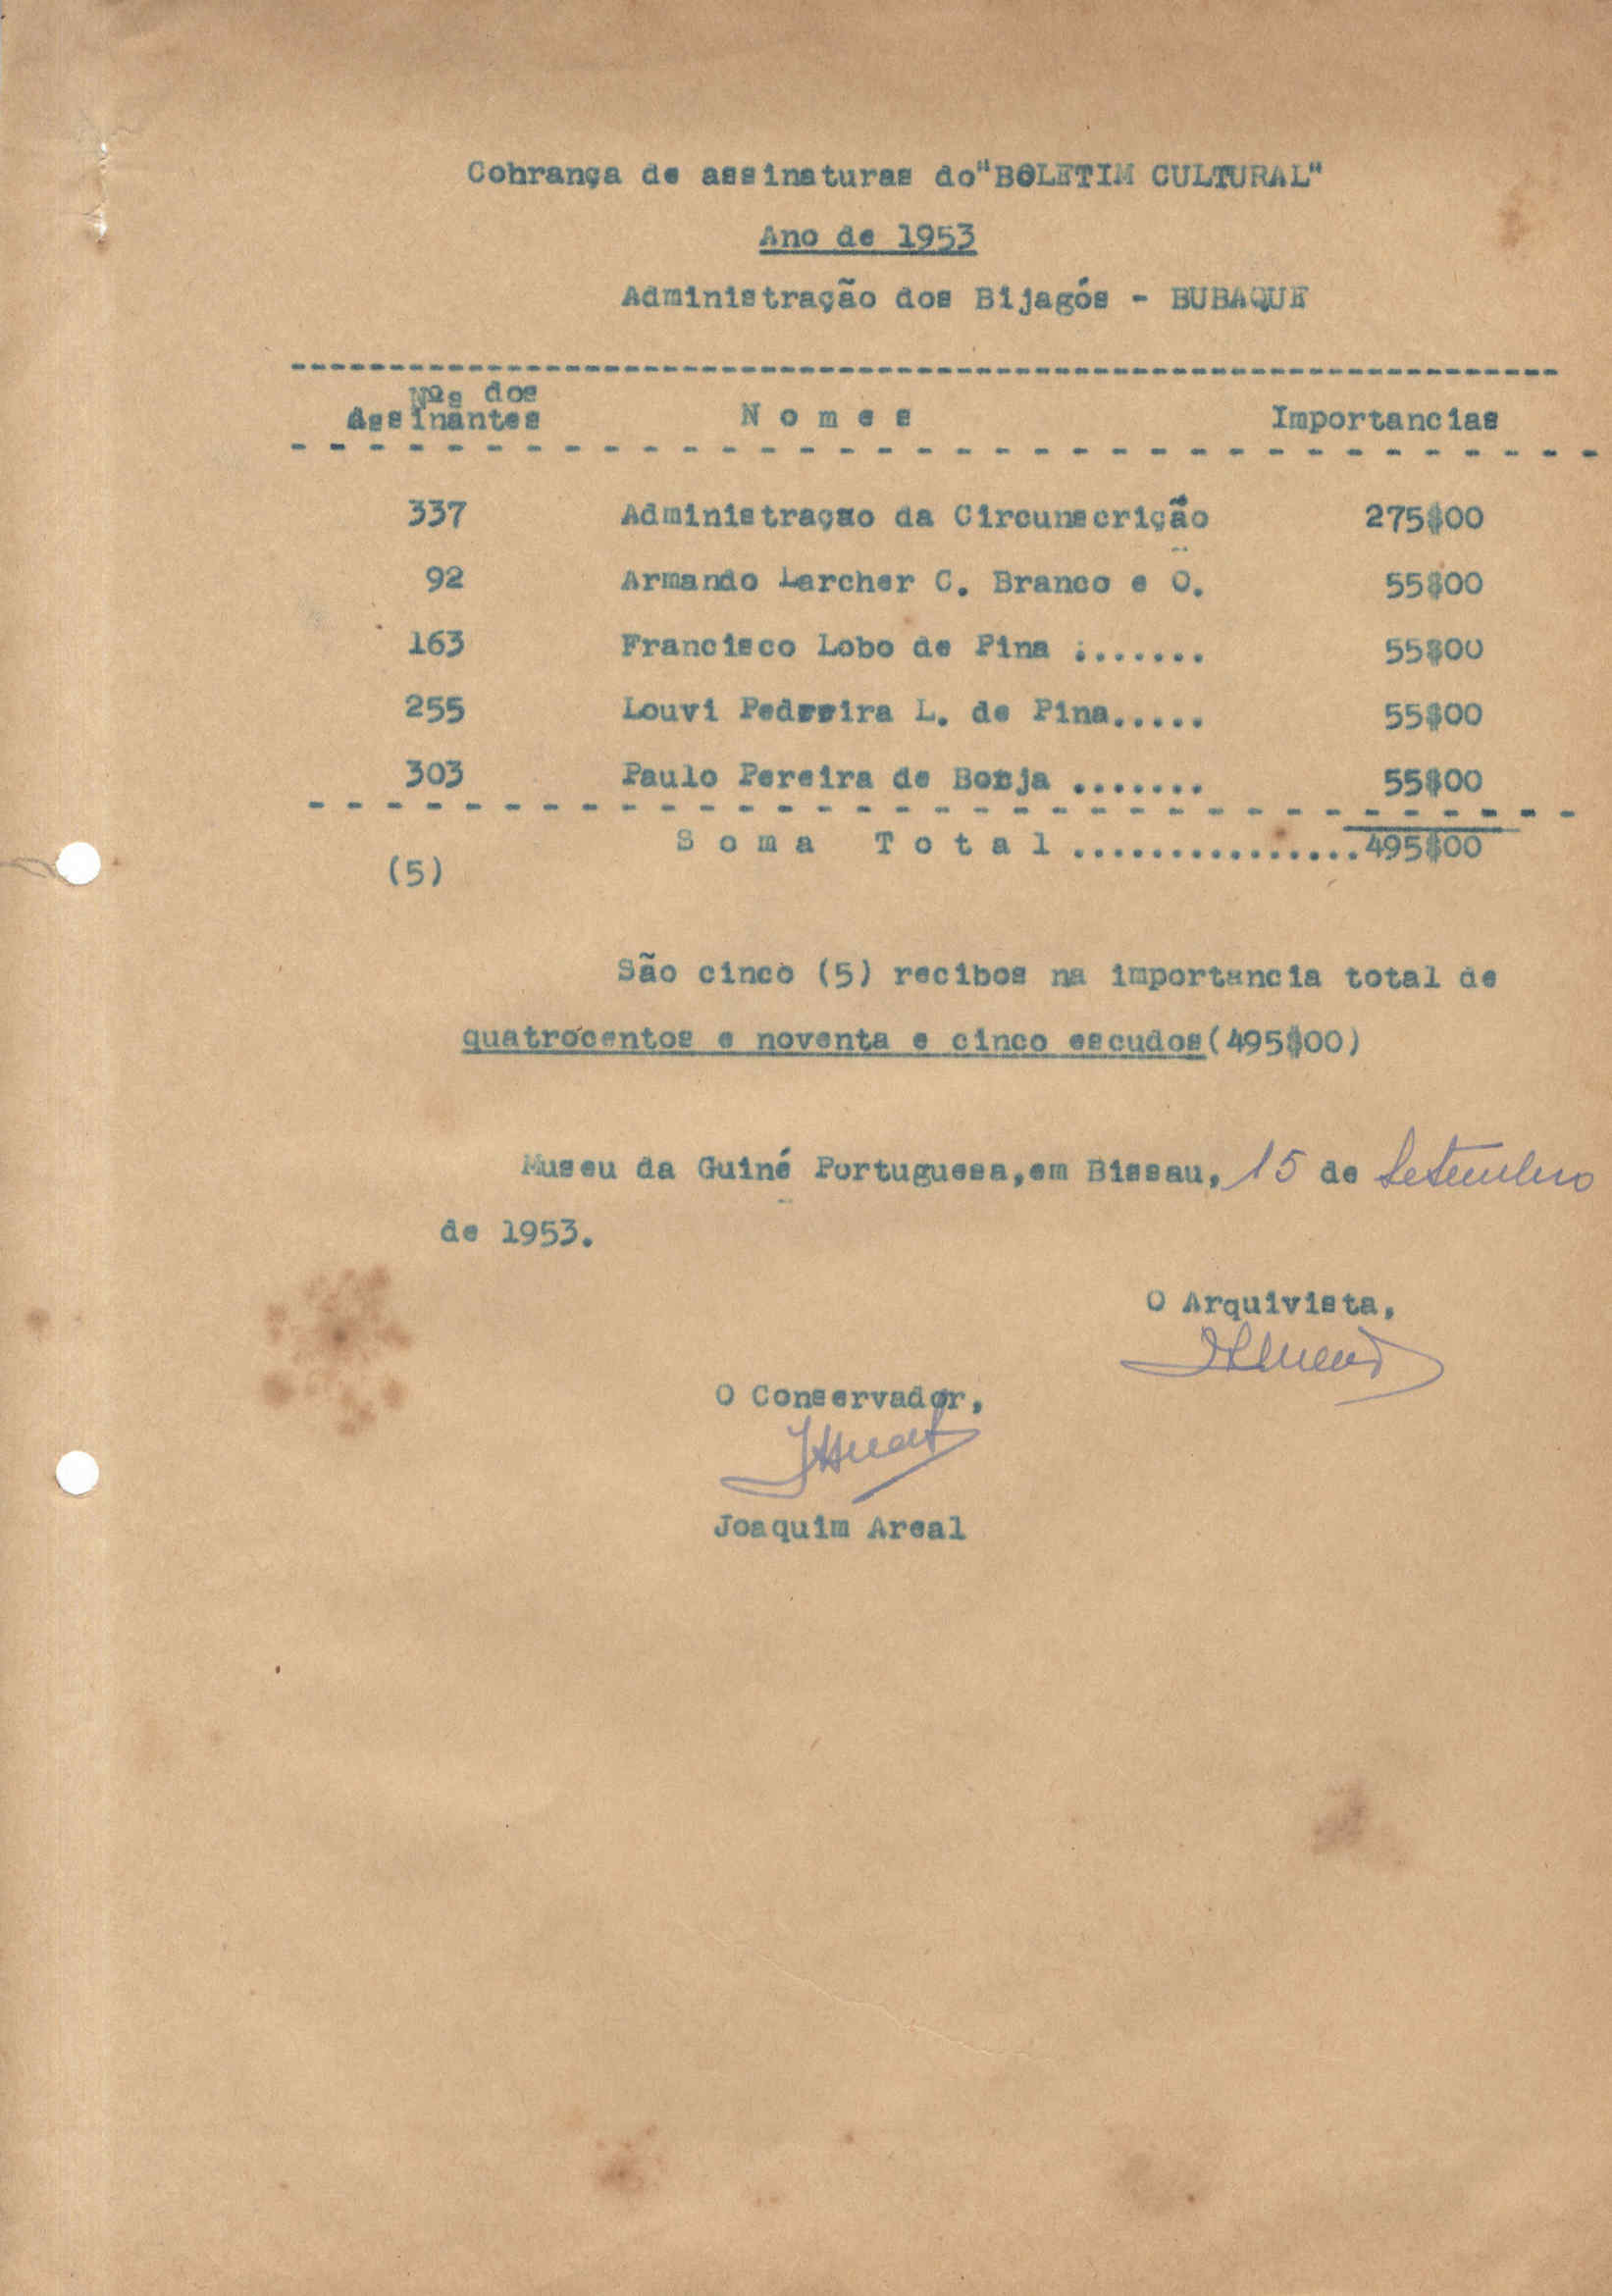 Cobrança de assinaturas do"BOLETIM CULTURAL"
Ano de 1953
Administração dos Bijagós - BUBAQUE
Nºs dos
Assinantes N o m e s Importancias
337 Administraçao da Circunscrição 275$00
92 Armando Larcher C. Branco e O. 55$00
163 Francisco Lobo de Pina :....... 55$00
255 Louvi L. de Pina..... 55$00
303 Paulo Pereira de Borja ....... 55$00
S o m a T o t a l ...............495$00
(5)
São cinco (5) recibos na importancia total de
quatrocentos e noventa e cinco escudos(495$00)
Museu da Guiné Portuguesa,em Bissau, 15 de Setembro
de 1953.
O Arquivista,
O Conservador,
Joaquim Areal